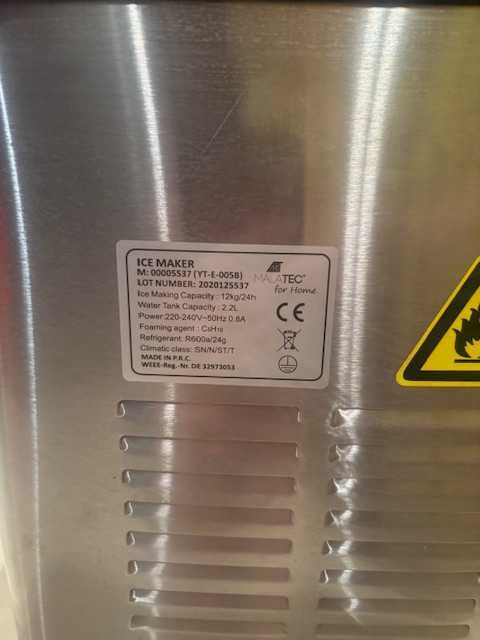 ICE MAKER
M: 00005537 (YT-E-005B)
LOT NUMBER: 2020125537
Ice Making Capacity : 12kg/24h
Water Tank Capacity : 2.2L
Power:220-240V~50Hz 0.8A
Foaming agent : C5H10
Refrigerant: R600a/24g
Climatic class: SN/N/ST/T
MADE IN P.R.C.
WEEE-Reg.-Nr. DE 32973053
MALATEC®
for Home
CE